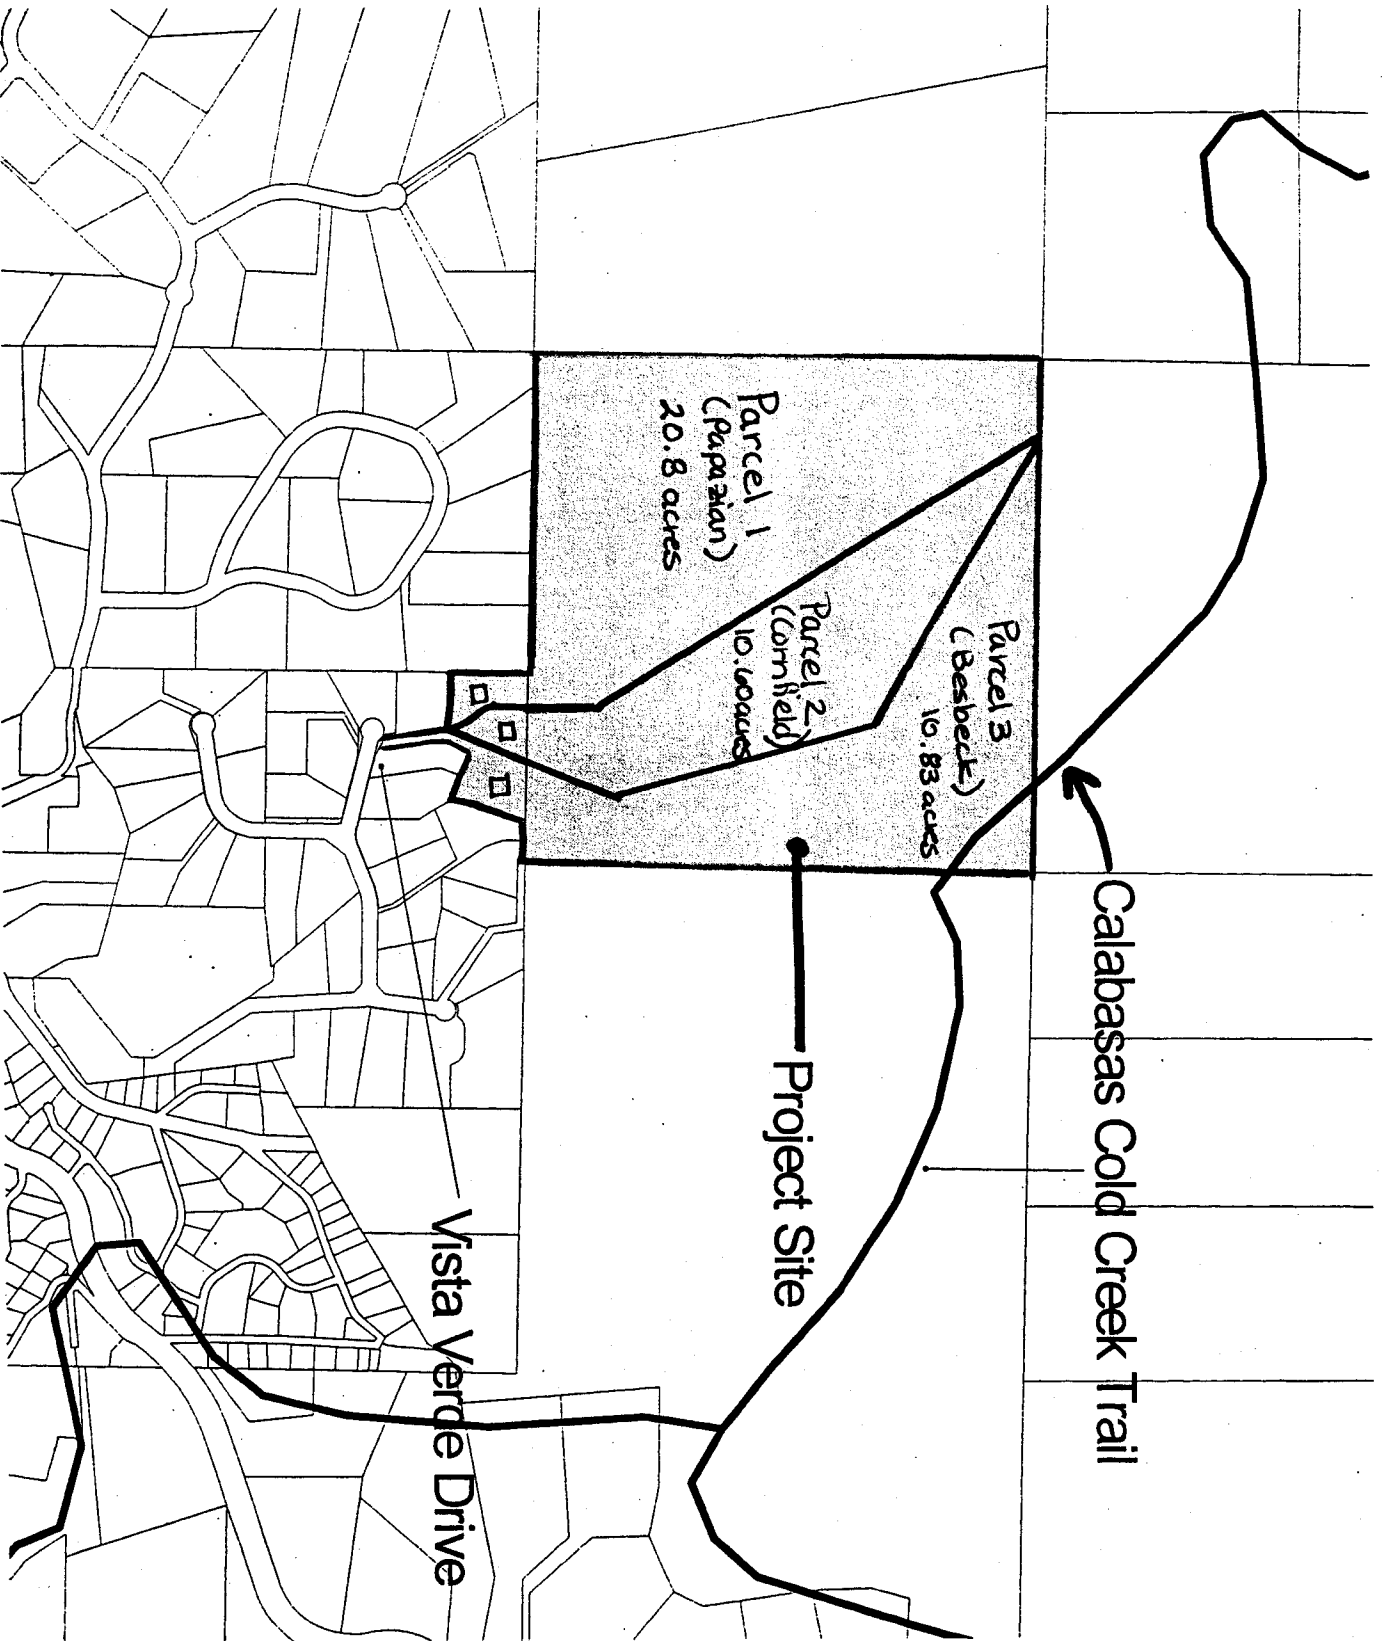 Calabasas Cold Creek Trail
Parcel 3
(Besbeck)
10.83 acres
Parcel 2
(Cornfield)
10.60acres
Parcel 1
(Papazian)
20.8 acres
Project Site
Vista Verde Drive